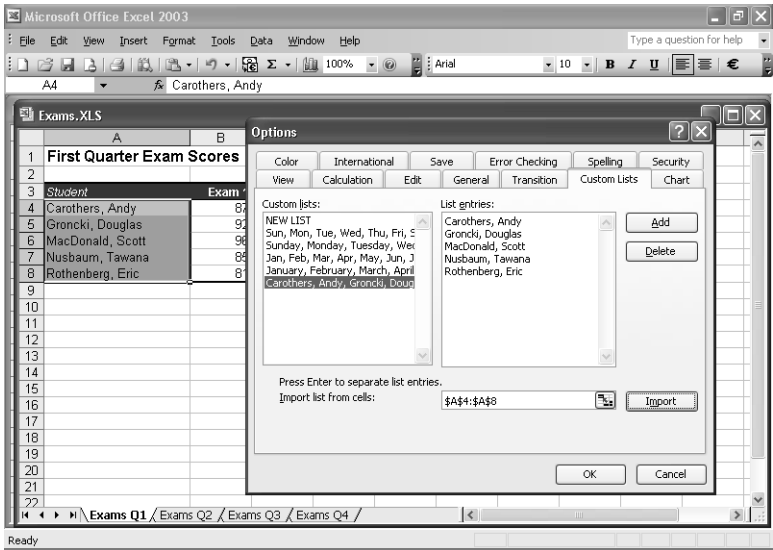 Microsoft Office Excel 2003
File Edit View Insert Format Tools Data Window Help Type a question for help
100% Arial 10 B I U €
A4 fx Carothers, Andy
Exams.XLS
A B
1 First Quarter Exam Scores
2
3 Student Exam
4 Carothers, Andy 87
5 Groncki, Douglas 92
6 MacDonald, Scott
7 Nusbaum, Tawana 85
8 Rothenberg, Eric 81
9
10
11
12
13
14
15
16
17
18
19
20
21
22
Options
Color International Save Error Checking Spelling Security
View Calculation Edit General Transition Custom Lists Chart
Custom lists: List entries:
NEW LIST
Sun, Mon, Tue, Wed, Thu, Fri, S
Sunday, Monday, Tuesday, Wed
Jan, Feb, Mar, Apr, May, Jun, J
January, February, March, April
Carothers, Andy, Groncki, Doug
Carothers, Andy
Groncki, Douglas
MacDonald, Scott
Nusbaum, Tawana
Rothenberg, Eric
Add
Delete
Press Enter to separate list entries.
Import list from cells: $A$4:$A$8 Import
OK Cancel
Exams Q1 Exams Q2 Exams Q3 Exams Q4
Ready